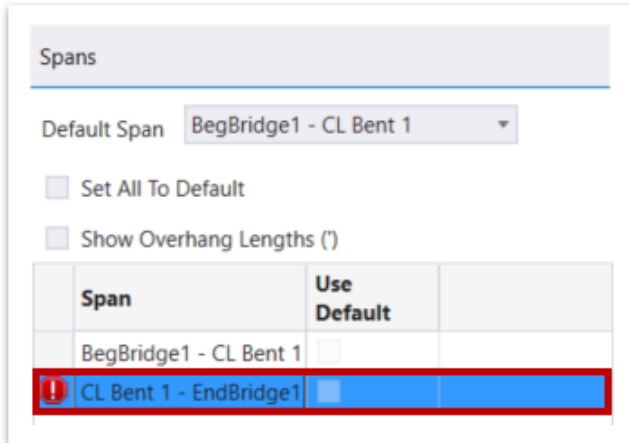 Spans
Default Span BegBridge1 - CL Bent 1
Set All To Default
Show Overhang Lengths (')
Span Use Default
BegBridge1 - CL Bent 1
CL Bent 1 - EndBridge1